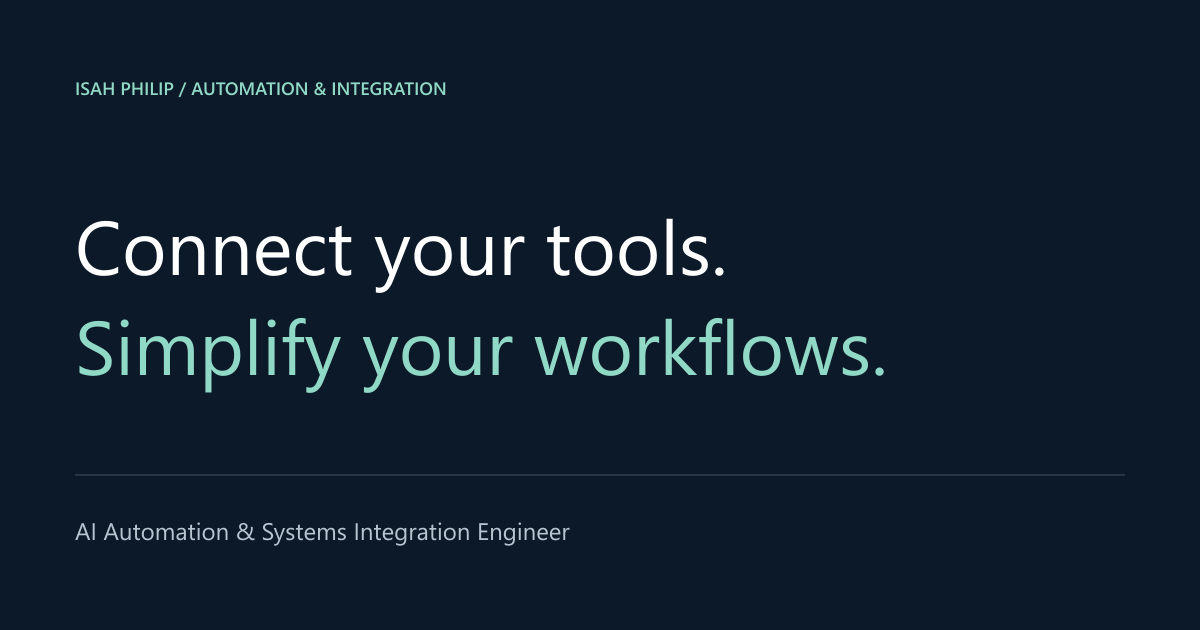 ISAH PHILIP / AUTOMATION & INTEGRATION
Connect your tools.
Simplify your workflows.
AI Automation & Systems Integration Engineer